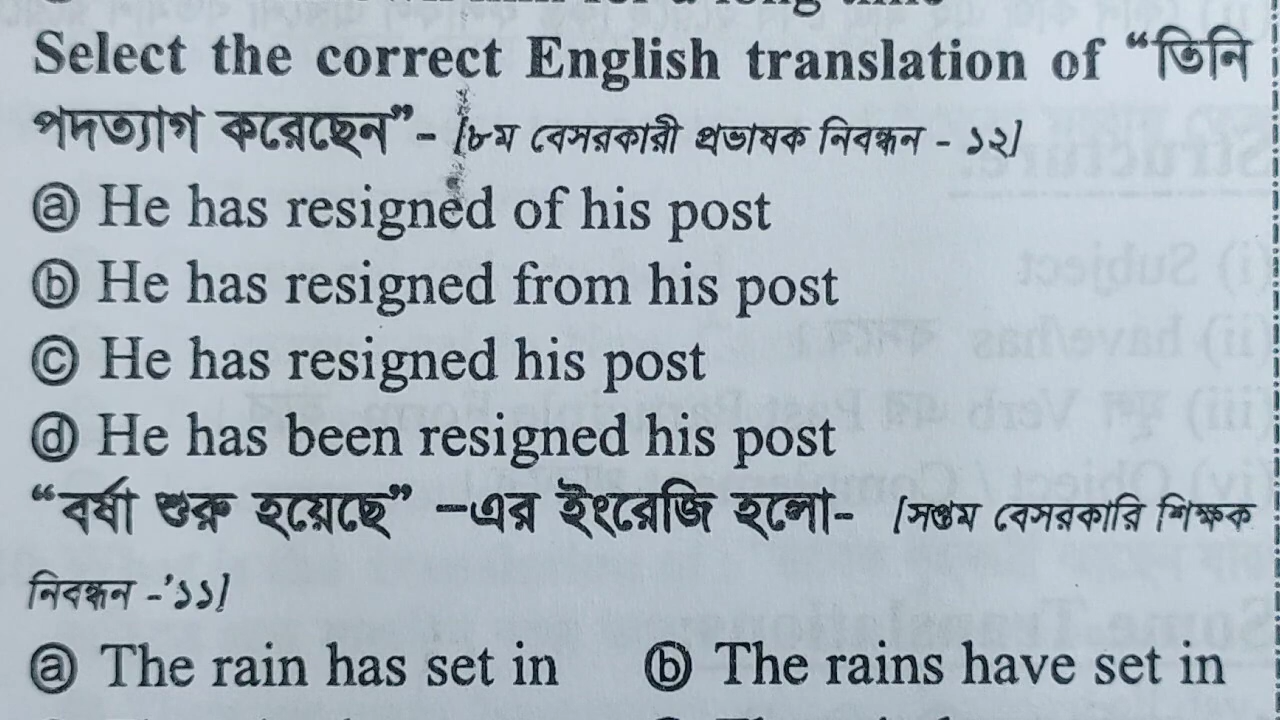 Select the correct English translation of “তিনি
পদত্যাগ করেছেন”- [৮ম বেসরকারী প্রভাষক নিবন্ধন - ১২]
ⓐ He has resigned of his post
ⓑ He has resigned from his post
ⓒ He has resigned his post
ⓓ He has been resigned his post
“বর্ষা শুরু হয়েছে” –এর ইংরেজি হলো- [সপ্তম বেসরকারি শিক্ষক
নিবন্ধন -’১১]
ⓐ The rain has set in ⓑ The rains have set in